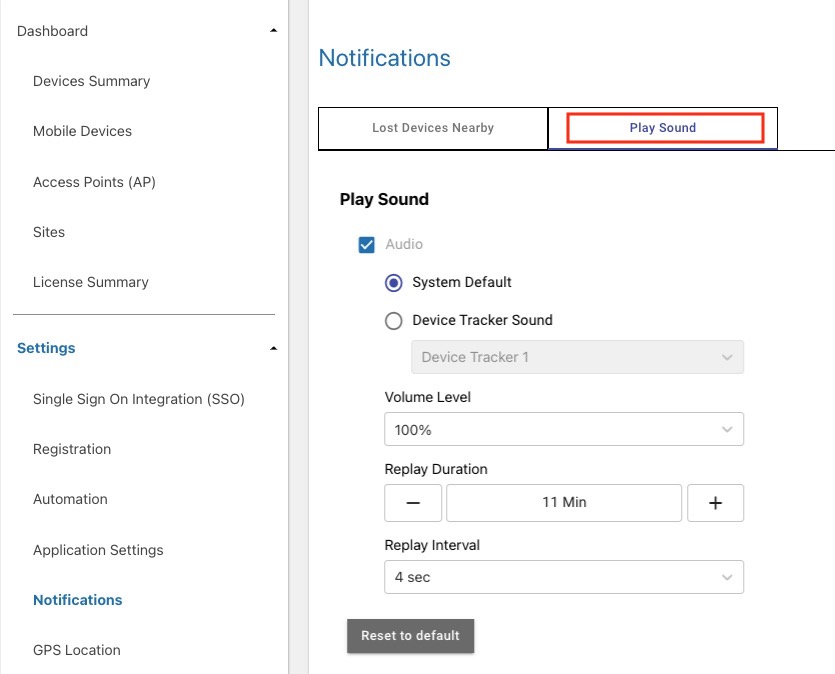 Dashboard
Devices Summary
Mobile Devices
Access Points (AP)
Sites
License Summary
Settings
Single Sign On Integration (SSO)
Registration
Automation
Application Settings
Notifications
GPS Location
Notifications
Lost Devices Nearby
Play Sound
Play Sound
Audio
System Default
Device Tracker Sound
Device Tracker 1
Volume Level
100%
Replay Duration
− 11 Min +
Replay Interval
4 sec
Reset to default